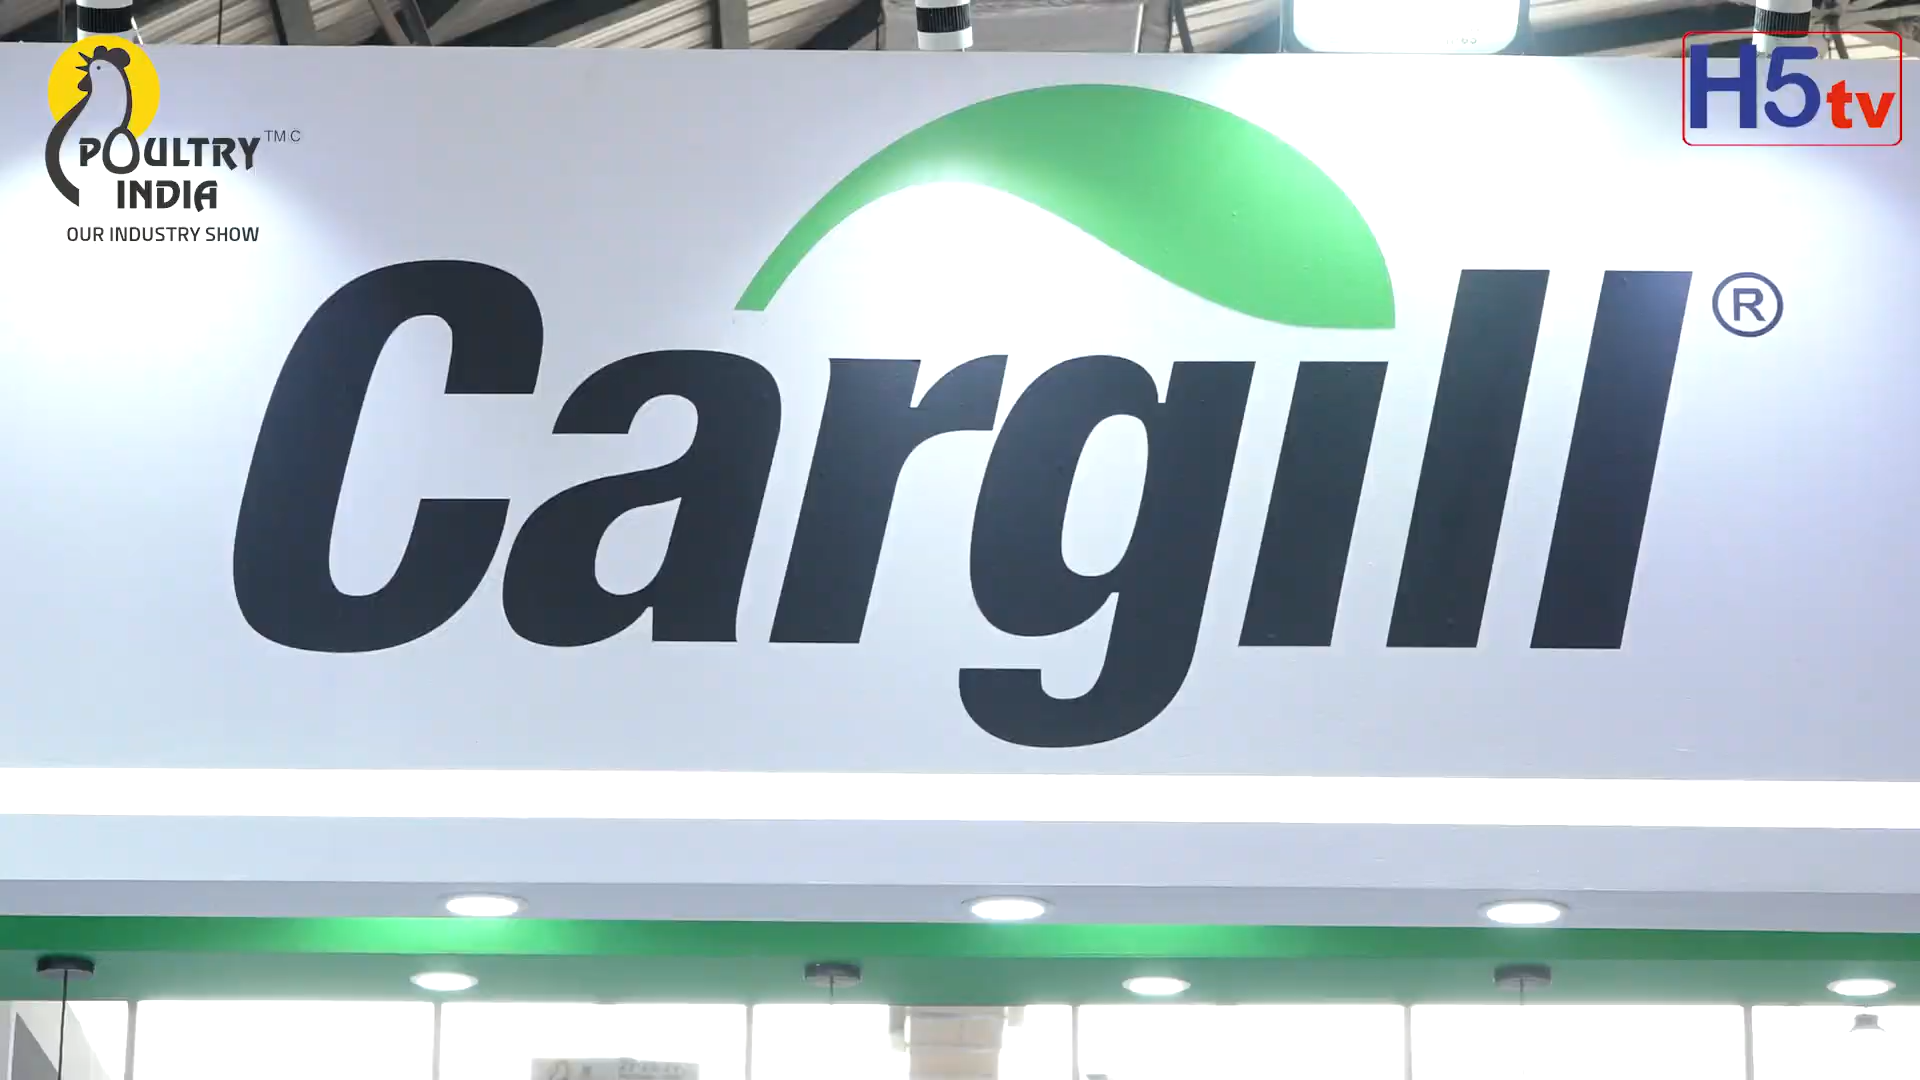 POULTRY TM C
INDIA
OUR INDUSTRY SHOW
H5tv
Cargill ®